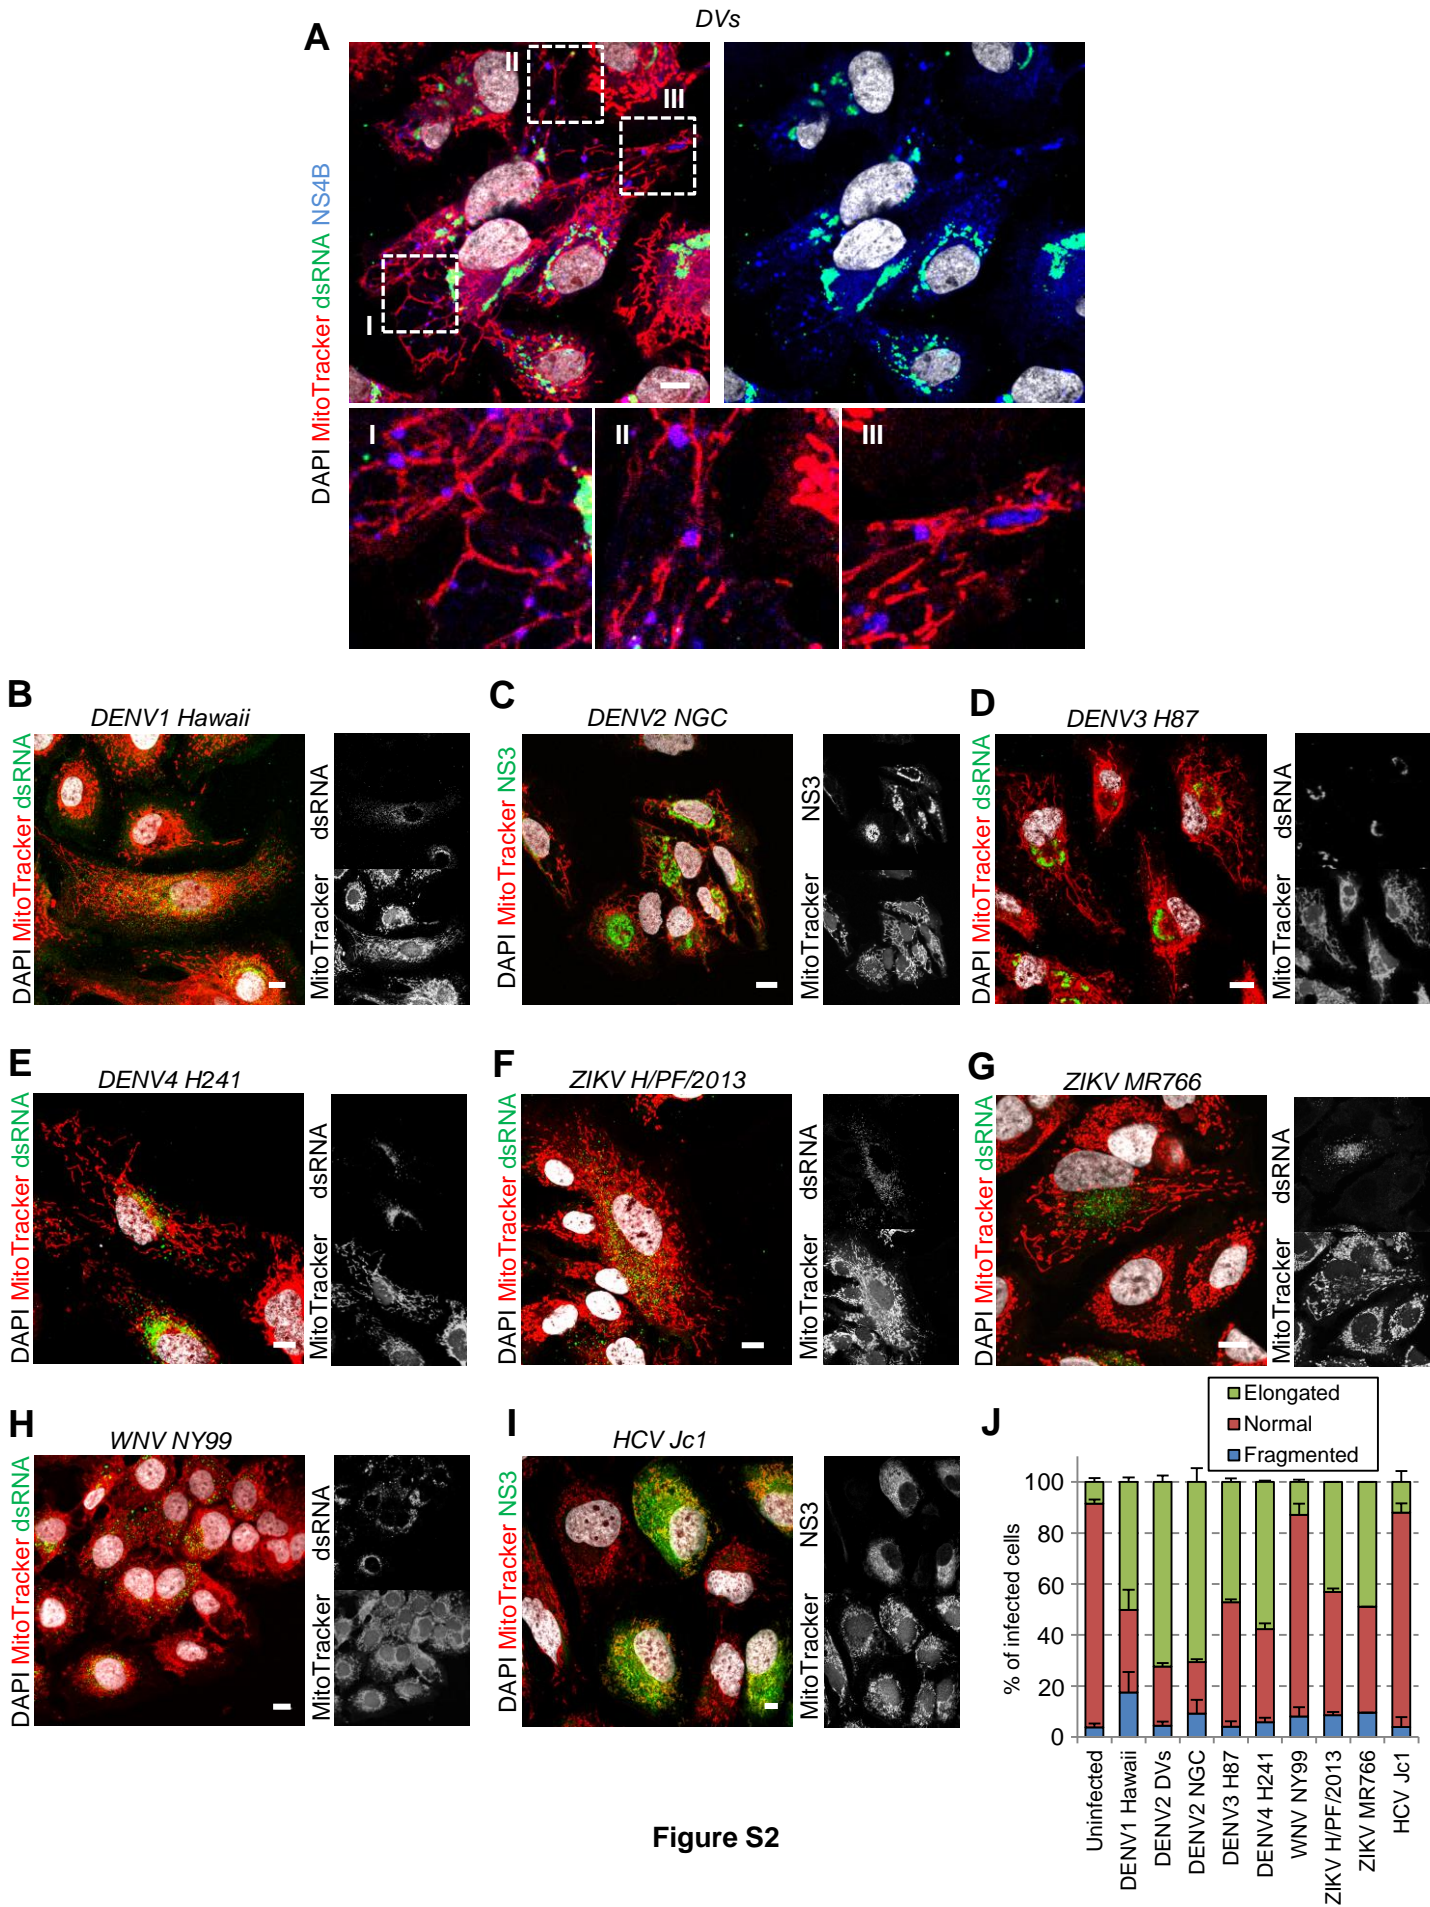 DVs
A
DAPI MitoTracker dsRNA NS4B
II
III
I
I
II
III
B
DENV1 Hawaii
DAPI MitoTracker dsRNA
dsRNA
MitoTracker
C
DENV2 NGC
DAPI MitoTracker NS3
NS3
MitoTracker
D
DENV3 H87
DAPI MitoTracker dsRNA
dsRNA
MitoTracker
E
DENV4 H241
DAPI MitoTracker dsRNA
dsRNA
MitoTracker
F
ZIKV H/PF/2013
DAPI MitoTracker dsRNA
dsRNA
MitoTracker
G
ZIKV MR766
DAPI MitoTracker dsRNA
dsRNA
MitoTracker
H
WNV NY99
DAPI MitoTracker dsRNA
dsRNA
MitoTracker
I
HCV Jc1
DAPI MitoTracker NS3
NS3
MitoTracker
J
Elongated
Normal
Fragmented
% of infected cells
100
80
60
40
20
0
Uninfected
DENV1 Hawaii
DENV2 DVs
DENV2 NGC
DENV3 H87
DENV4 H241
WNV NY99
ZIKV H/PF/2013
ZIKV MR766
HCV Jc1
Figure S2